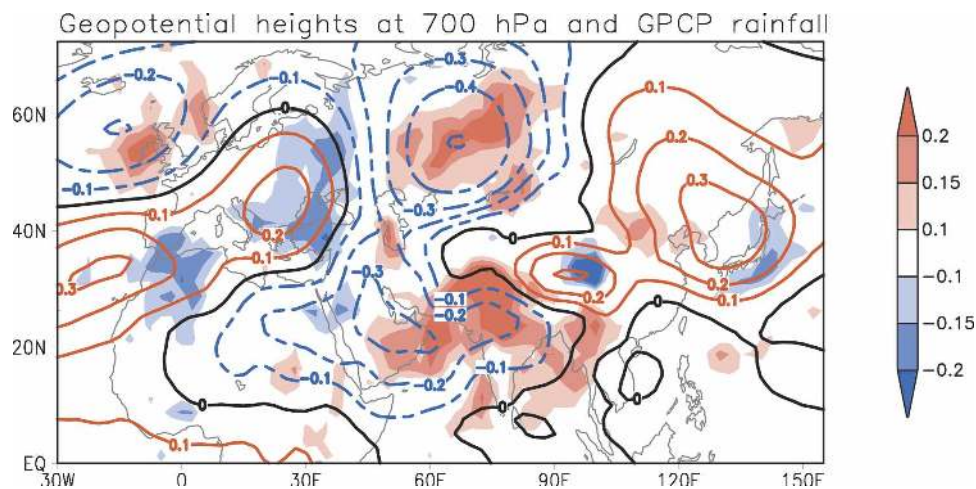 Geopotential heights at 700 hPa and GPCP rainfall
-0.2 -0.1 -0.3 -0.4 0.1
60N 0 0.2
-0.1 0.3
0.1 -0.3
40N 0.2 0 0.1
0.3 -0.3 -0.1 0.2 0.2 0.1
-0.2 0
20N -0.1 -0.1
-0.1 -0.2
0 0 0
0.1 0.1
EQ
30W 0 30E 60E 90E 120E 150E
0.2
0.15
0.1
-0.1
-0.15
-0.2